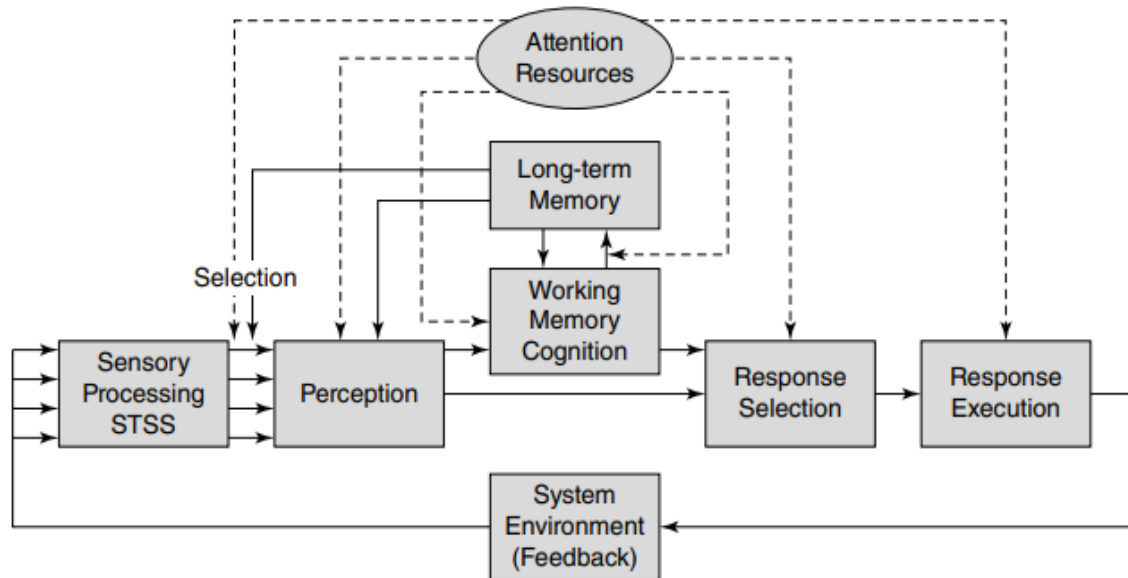 Attention
Resources
Long-term
Memory
Selection
Working
Memory
Cognition
Sensory
Processing
STSS
Perception
Response
Selection
Response
Execution
System
Environment
(Feedback)